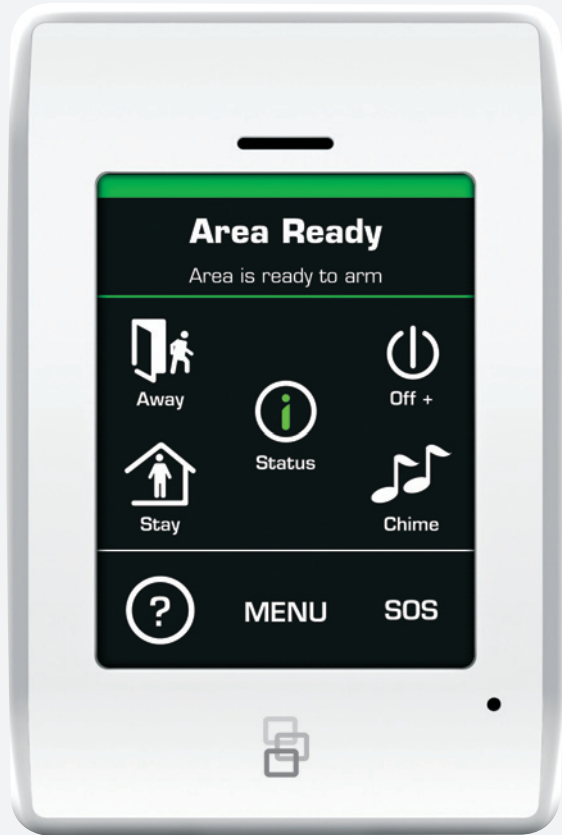 Area Ready
Area is ready to arm
Away
Off +
Status
Stay
Chime
?
MENU
SOS